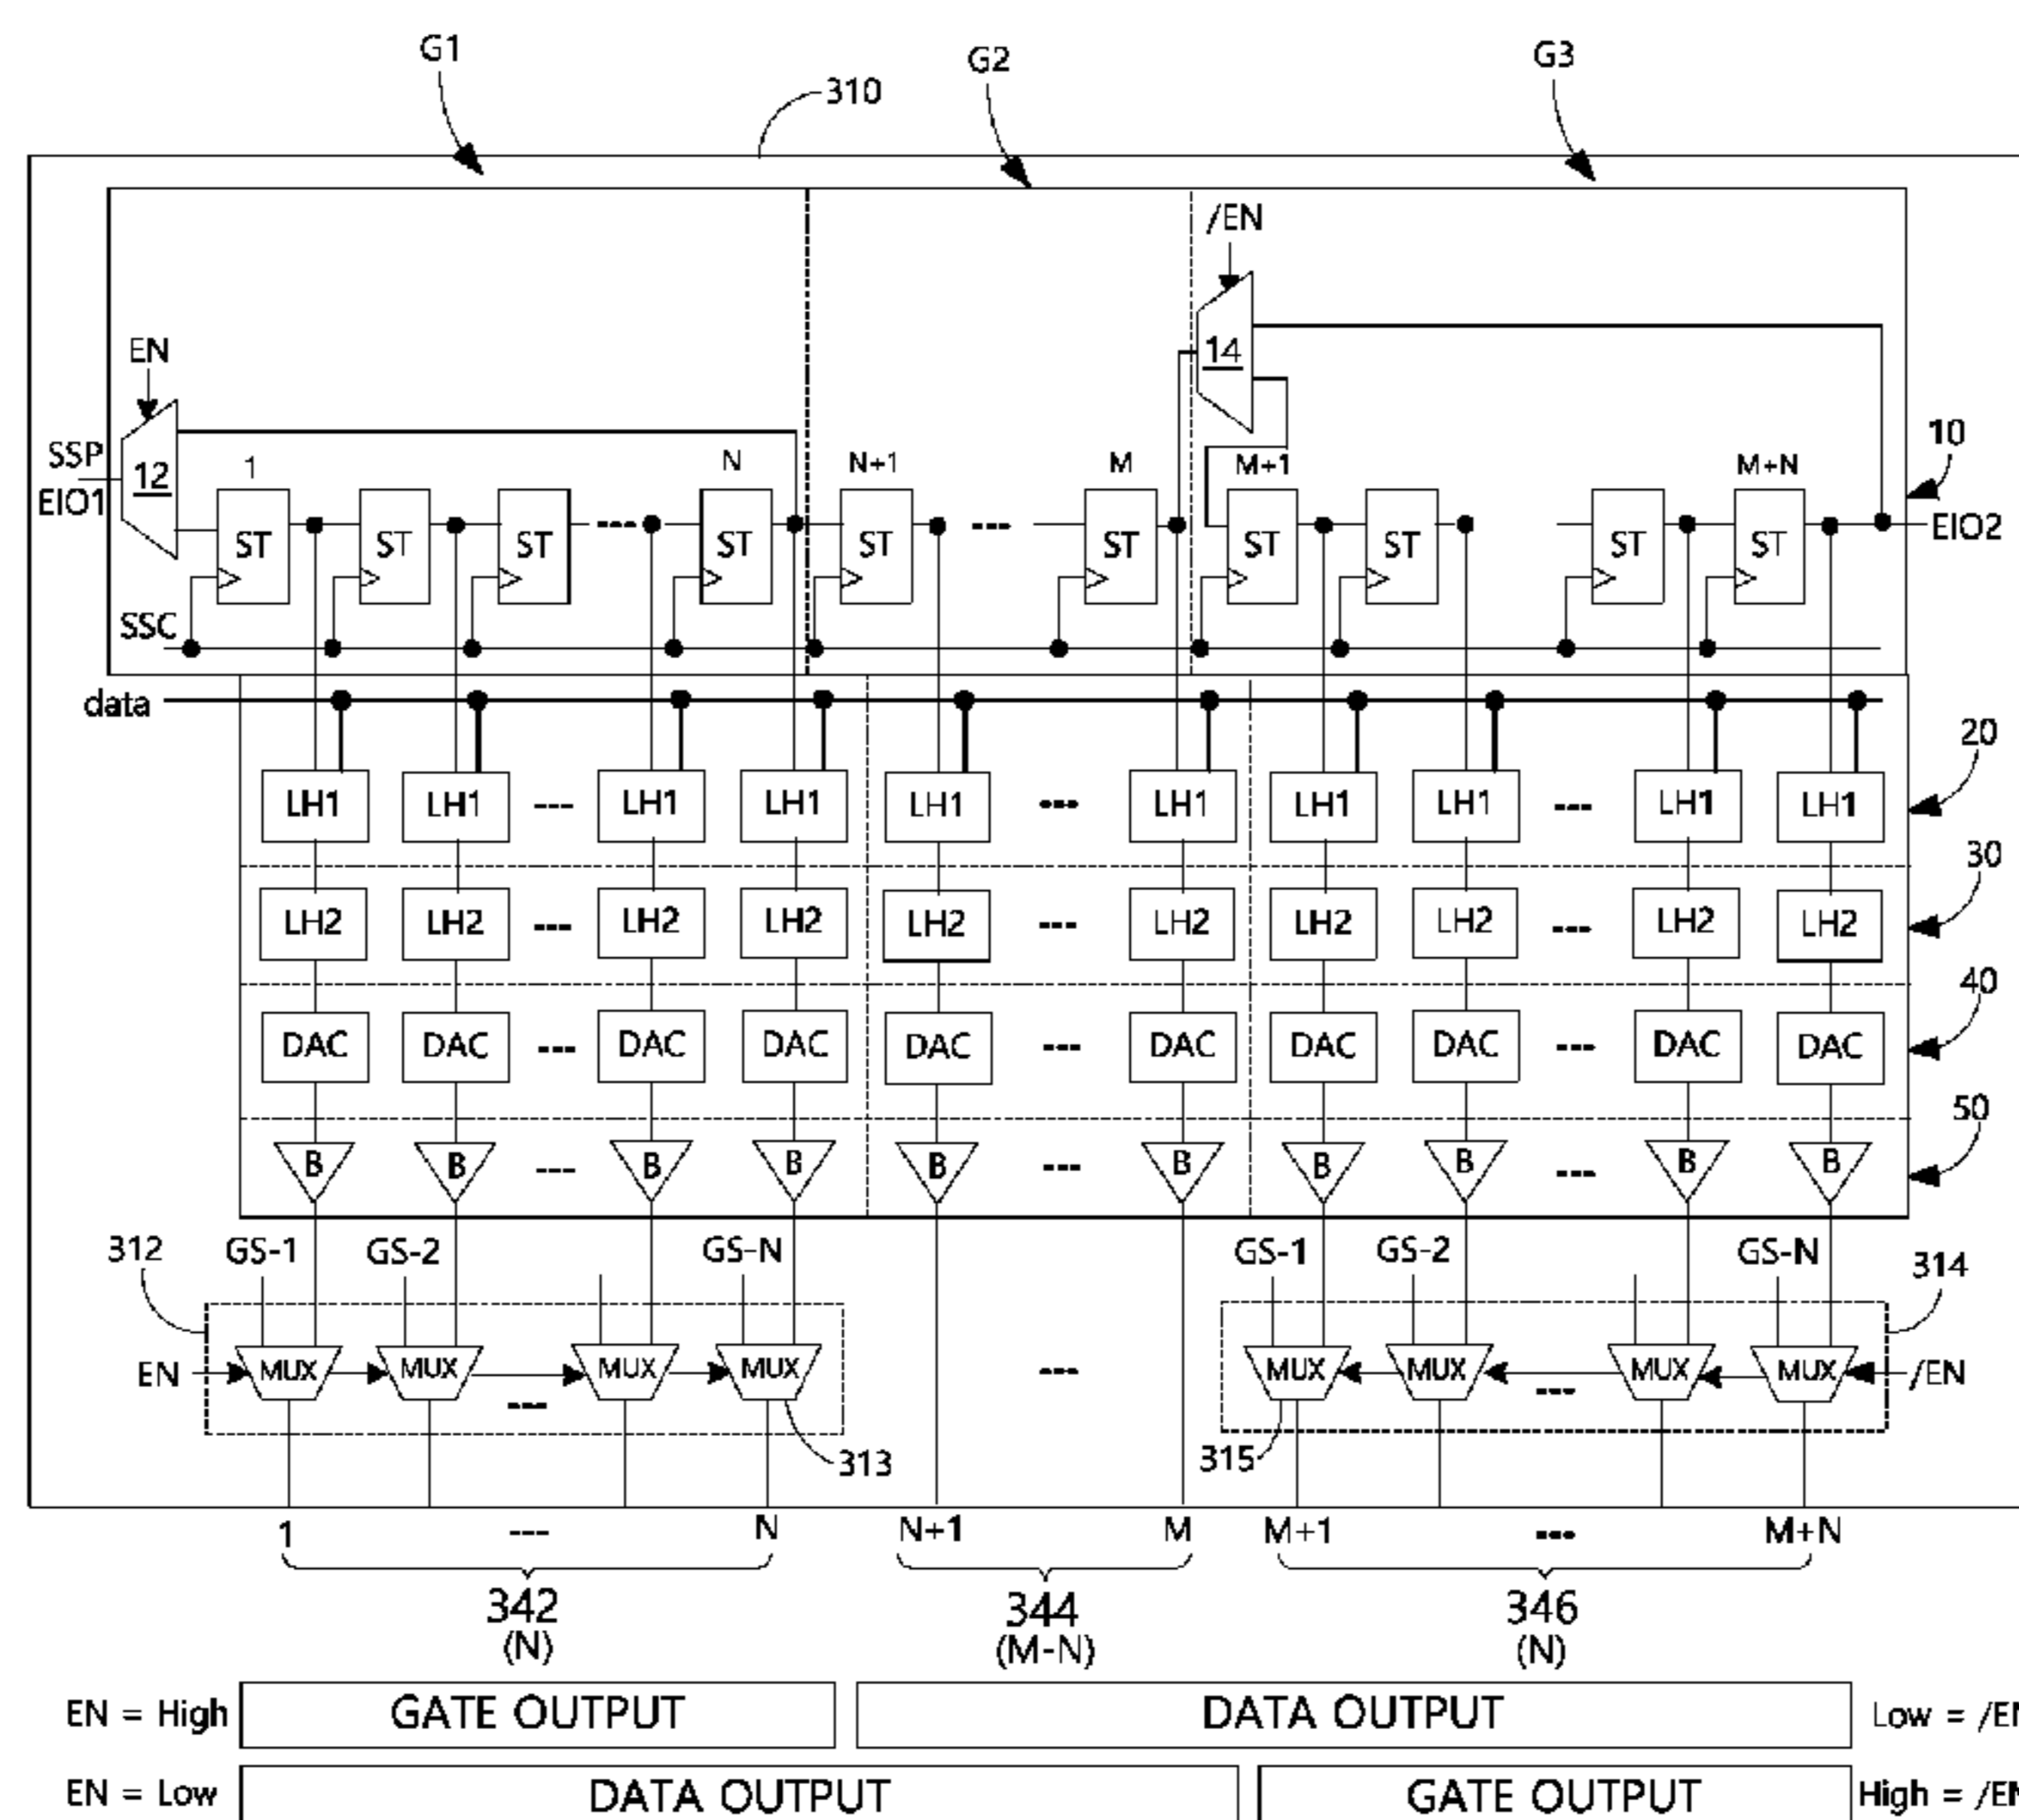 G1
G2
G3
310
/EN
14
EN
SSP
EIO1
12
1
N
N+1
M
M+1
M+N
10
ST ST ST --- ST ST --- ST ST ST ST ST
EIO2
SSC
data
20
LH1 LH1 --- LH1 LH1 LH1 --- LH1 LH1 LH1 --- LH1 LH1
30
LH2 LH2 --- LH2 LH2 LH2 --- LH2 LH2 LH2 --- LH2 LH2
40
DAC DAC --- DAC DAC DAC --- DAC DAC DAC --- DAC DAC
50
B B --- B B B --- B B B --- B B
312 GS-1 GS-2 GS-N GS-1 GS-2 GS-N 314
EN MUX MUX --- MUX MUX --- MUX MUX --- MUX MUX /EN
313
315
1 --- N N+1 M M+1 --- M+N
342 344 346
(N) (M-N) (N)
EN = High GATE OUTPUT DATA OUTPUT Low = /EN
EN = Low DATA OUTPUT GATE OUTPUT High = /EN